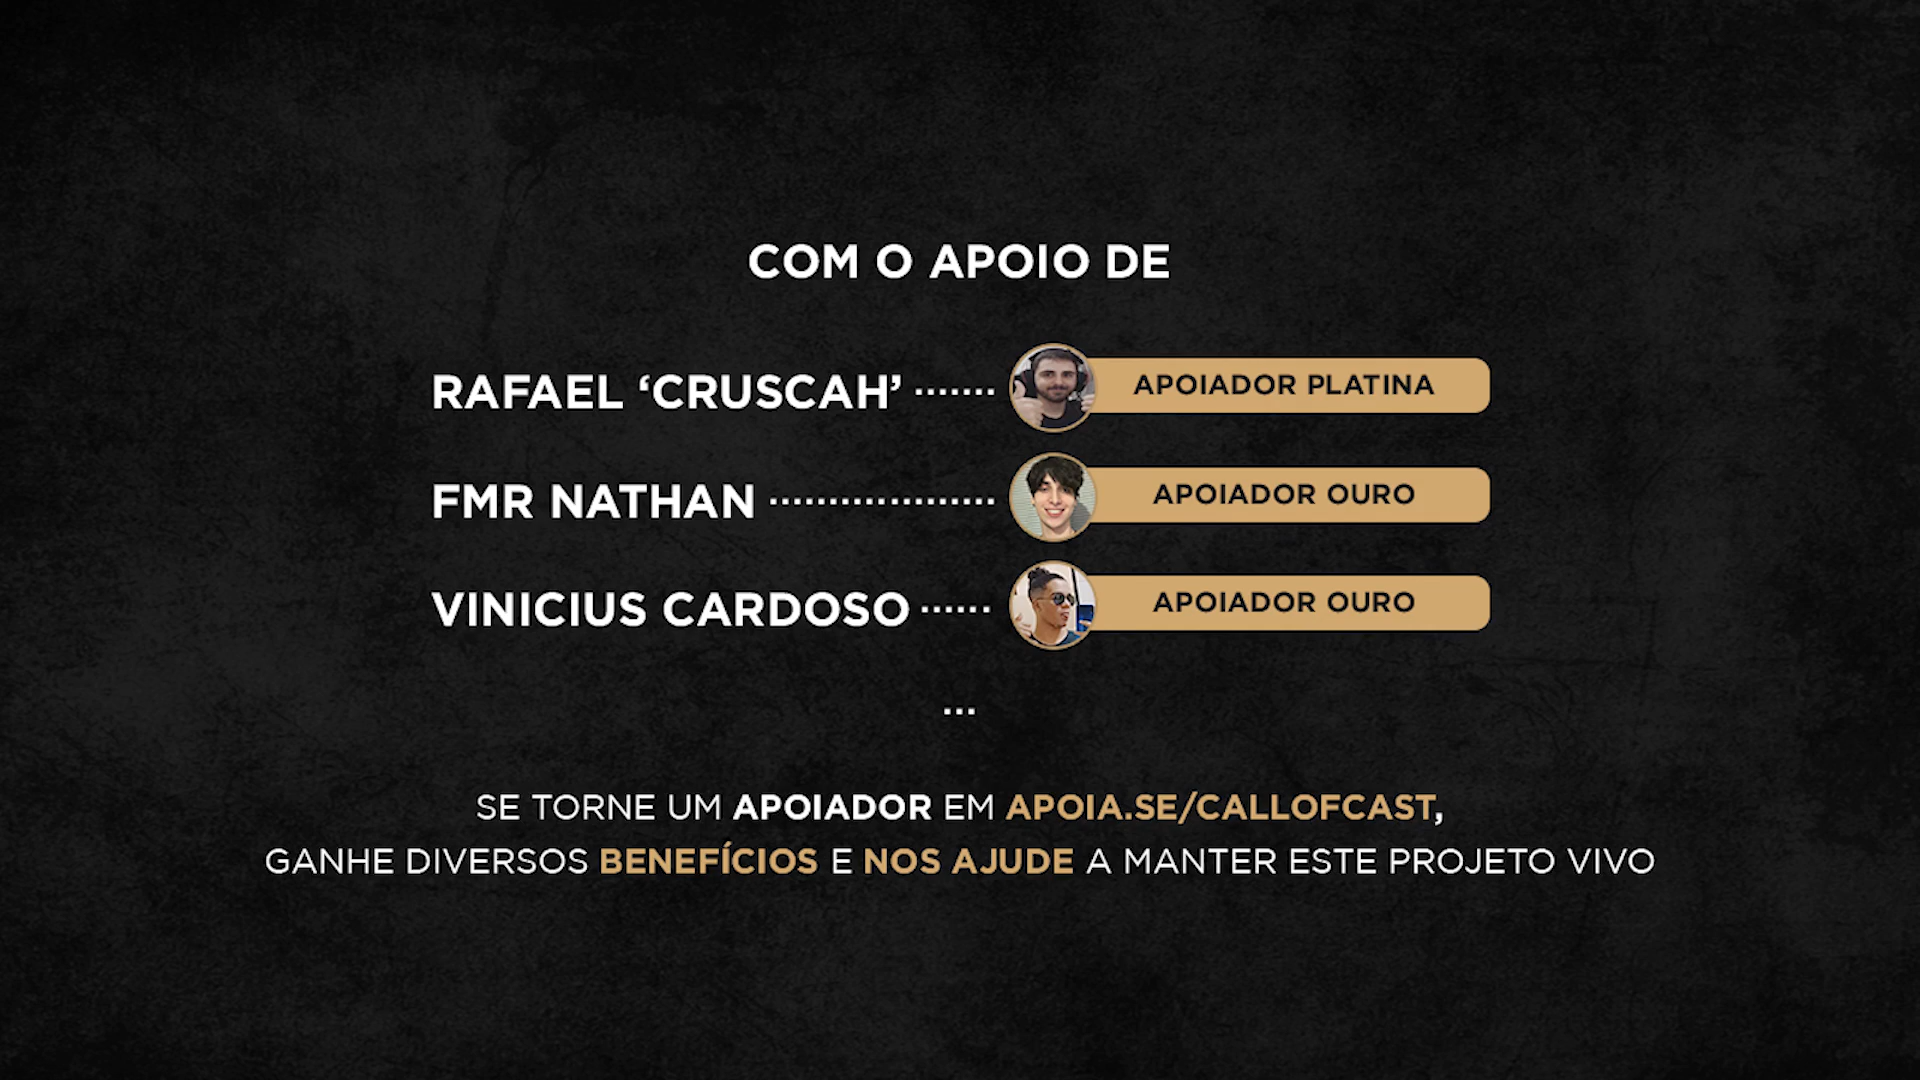 COM O APOIO DE
RAFAEL ‘CRUSCAH’ ....... APOIADOR PLATINA
FMR NATHAN ................... APOIADOR OURO
VINICIUS CARDOSO ...... APOIADOR OURO
...
SE TORNE UM APOIADOR EM APOIA.SE/CALLOFCAST,
GANHE DIVERSOS BENEFÍCIOS E NOS AJUDE A MANTER ESTE PROJETO VIVO